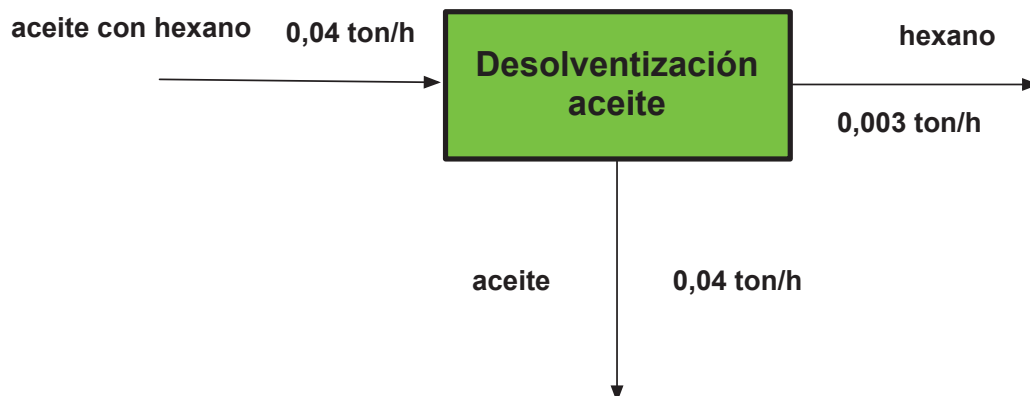 aceite con hexano
0,04 ton/h
Desolventización
aceite
hexano
0,003 ton/h
aceite
0,04 ton/h